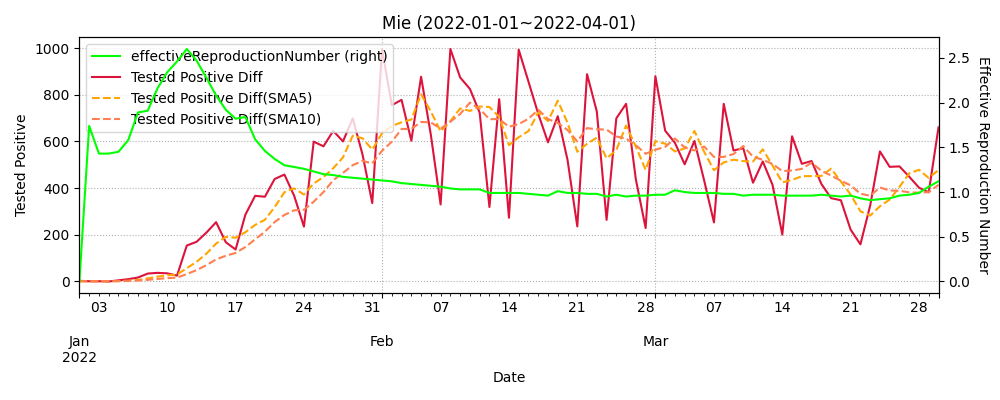 Mie (2022-01-01~2022-04-01)
effectiveReproductionNumber (right)
Tested Positive Diff
Tested Positive Diff(SMA5)
Tested Positive Diff(SMA10)
Tested Positive
1000
800
600
400
200
0
2.5
2.0
1.5
1.0
0.5
0.0
Effective Reproduction Number
03 10 17 24 31 07 14 21 28 07 14 21 28
Jan Feb Mar
2022
Date